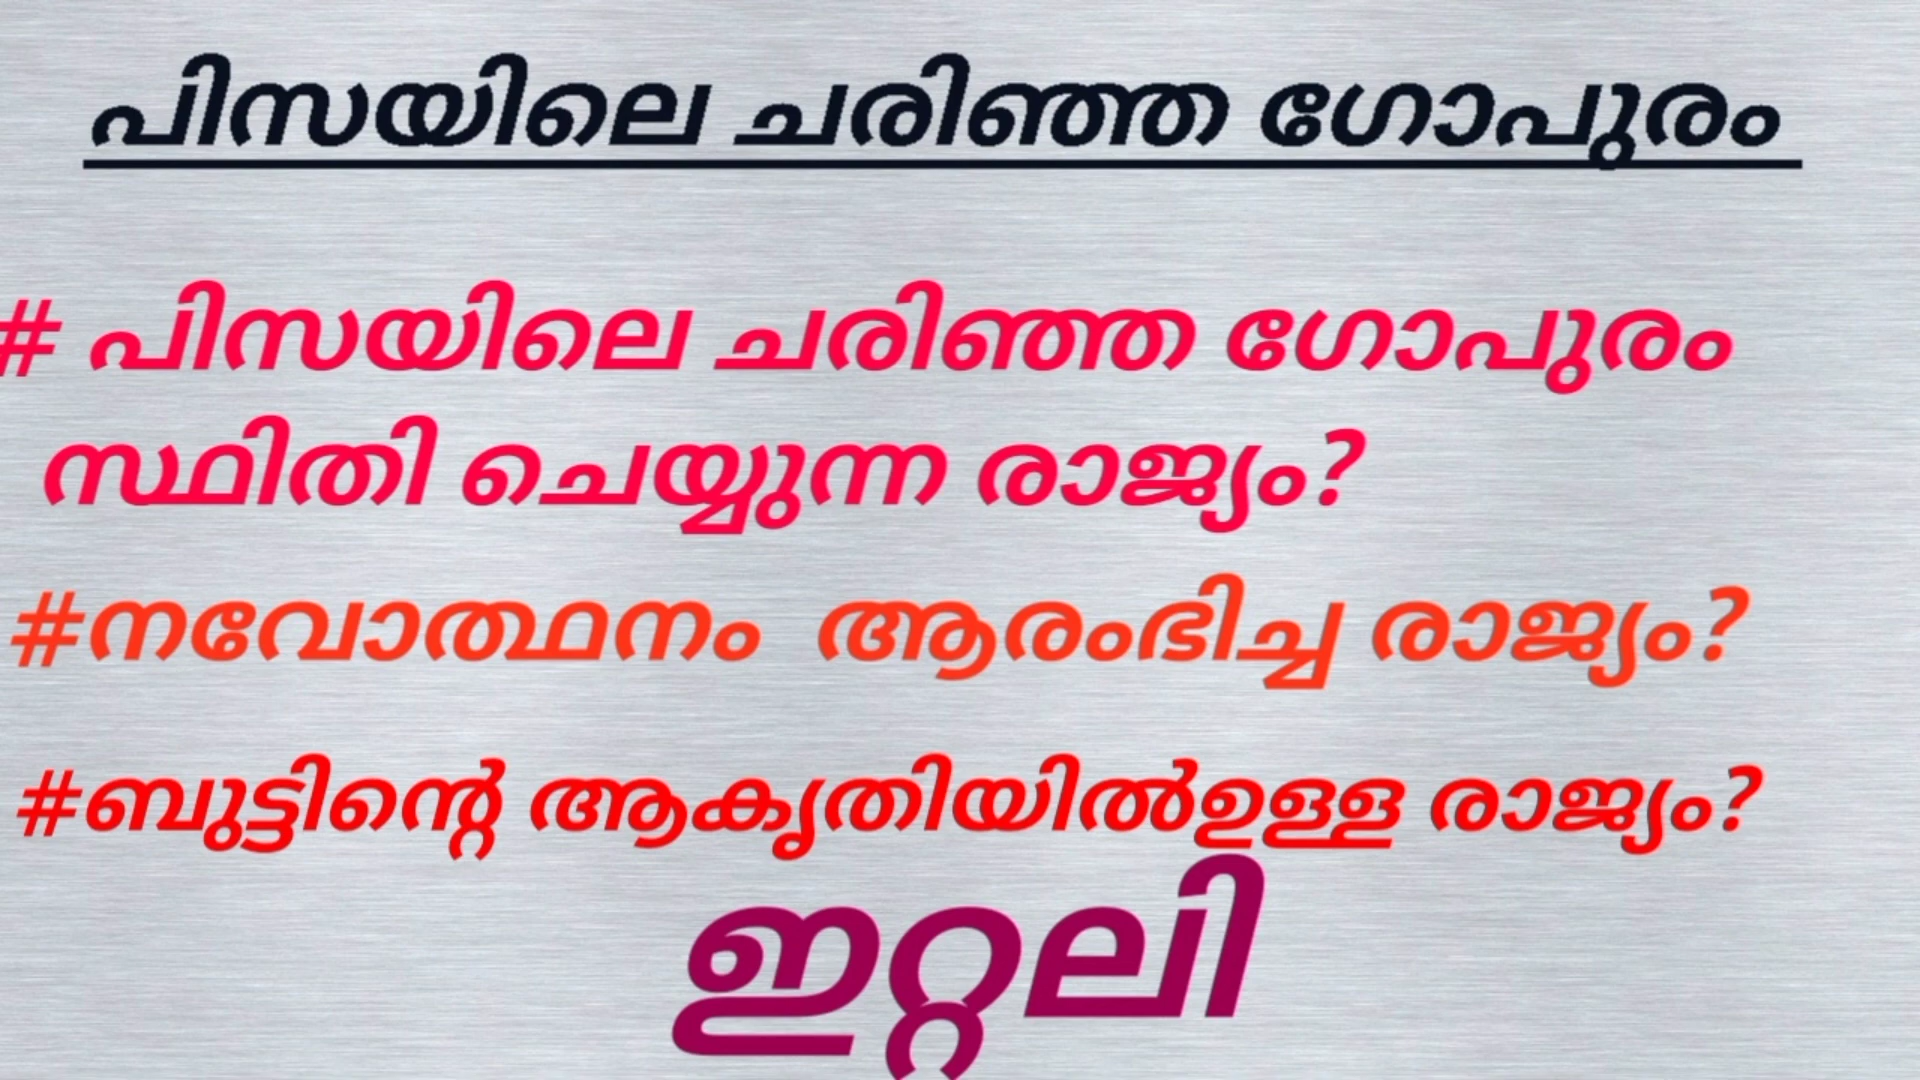 പിസയിലെ ചരിഞ്ഞ ഗോപുരം
# പിസയിലെ ചരിഞ്ഞ ഗോപുരം
സ്ഥിതി ചെയ്യുന്ന രാജ്യം?
#നവോത്ഥനം ആരംഭിച്ച രാജ്യം?
#ബുട്ടിന്റെ ആകൃതിയിൽഉള്ള രാജ്യം?
ഇറ്റലി